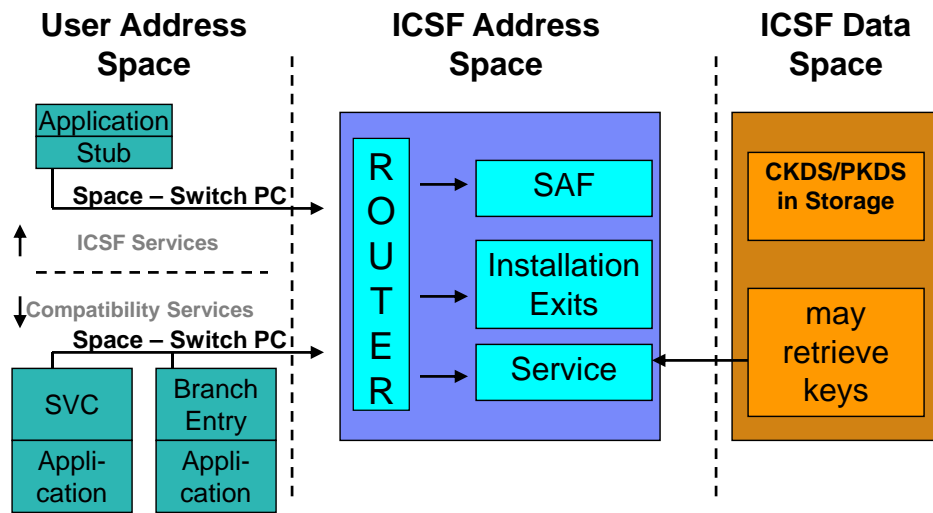 User Address
Space
ICSF Address
Space
ICSF Data
Space
Application
Stub
Space – Switch PC
ICSF Services
Compatibility Services
Space – Switch PC
SVC
Appli-
cation
Branch
Entry
Appli-
cation
R
O
U
T
E
R
SAF
Installation
Exits
Service
CKDS/PKDS
in Storage
may
retrieve
keys